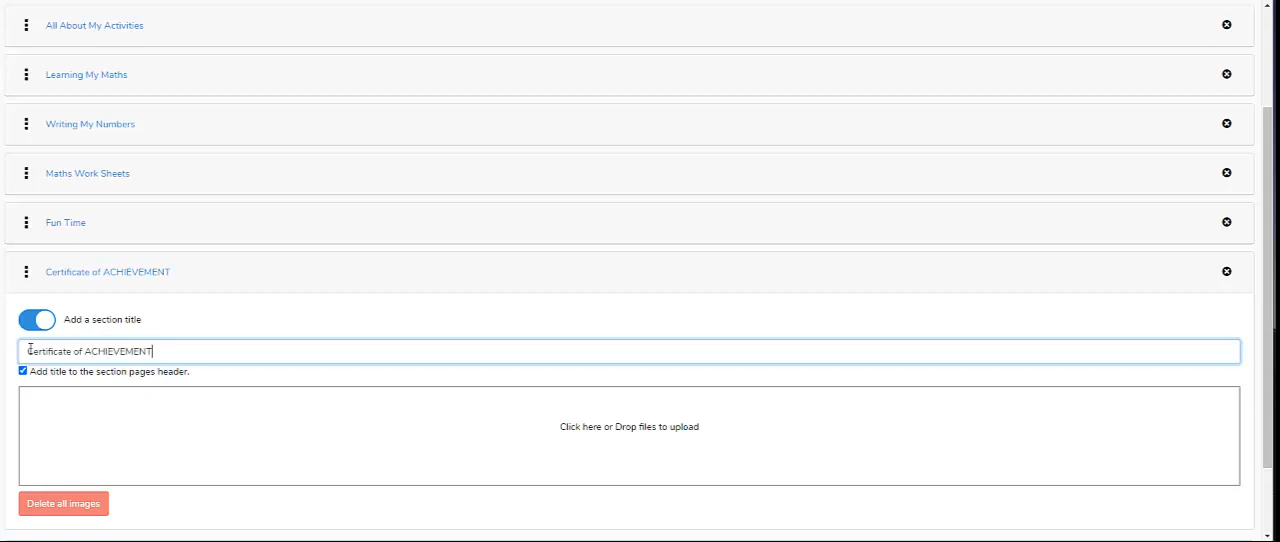 All About My Activities
Learning My Maths
Writing My Numbers
Maths Work Sheets
Fun Time
Certificate of ACHIEVEMENT
Add a section title
Certificate of ACHIEVEMENT
Add title to the section pages header.
Click here or Drop files to upload
Delete all images